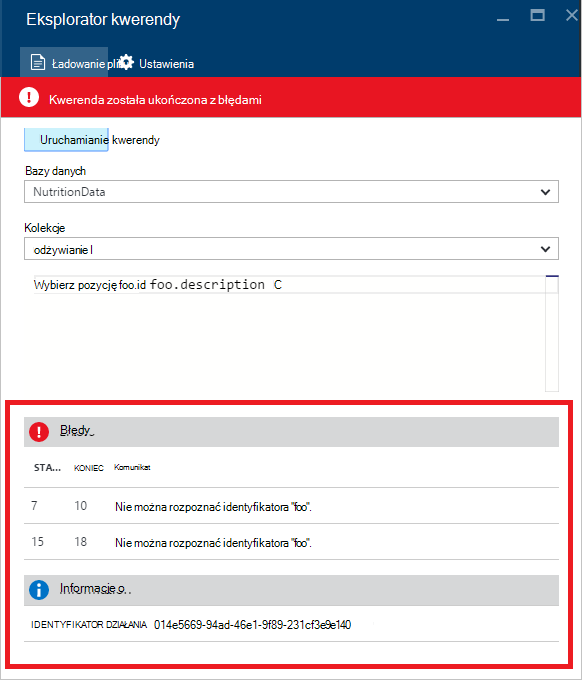 Eksplorator kwerendy
Ładowanie pli Ustawienia
Kwerenda została ukończona z błędami
Uruchamianie kwerendy
Bazy danych
NutritionData
Kolekcje
odżywianie I
Wybierz pozycję foo.id foo.description C
Błędy
STA... KONIEC Komunikat
7 10 Nie można rozpoznać identyfikatora "foo".
15 18 Nie można rozpoznać identyfikatora "foo".
Informacje o
IDENTYFIKATOR DZIAŁANIA 014e5669-94ad-46e1-9f89-231cf3e9e140